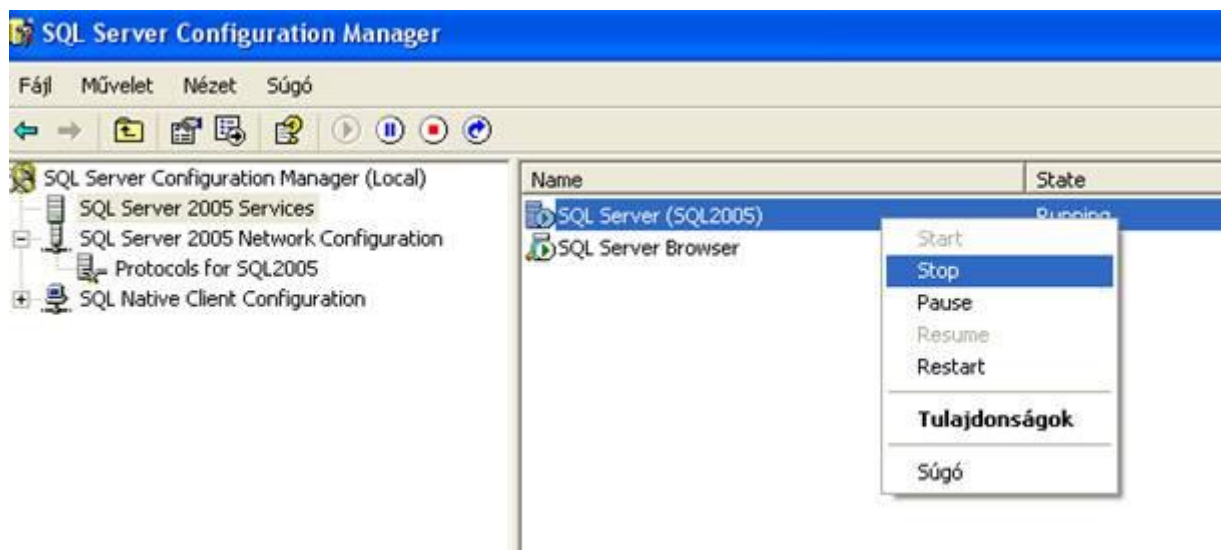 SQL Server Configuration Manager
Fájl Művelet Nézet Súgó
SQL Server Configuration Manager (Local)
SQL Server 2005 Services
SQL Server 2005 Network Configuration
Protocols for SQL2005
SQL Native Client Configuration
Name State
SQL Server (SQL2005) Running
SQL Server Browser
Start
Stop
Pause
Resume
Restart
Tulajdonságok
Súgó